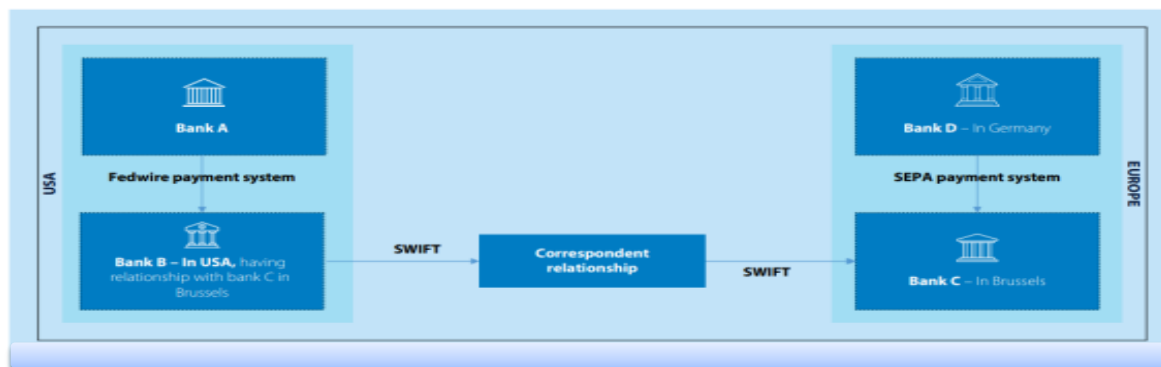 USA
Bank A
Fedwire payment system
Bank B – In USA, having
relationship with bank C in
Brussels
SWIFT
Correspondent
relationship
SWIFT
Bank D – In Germany
SEPA payment system
Bank C – In Brussels
EUROPE